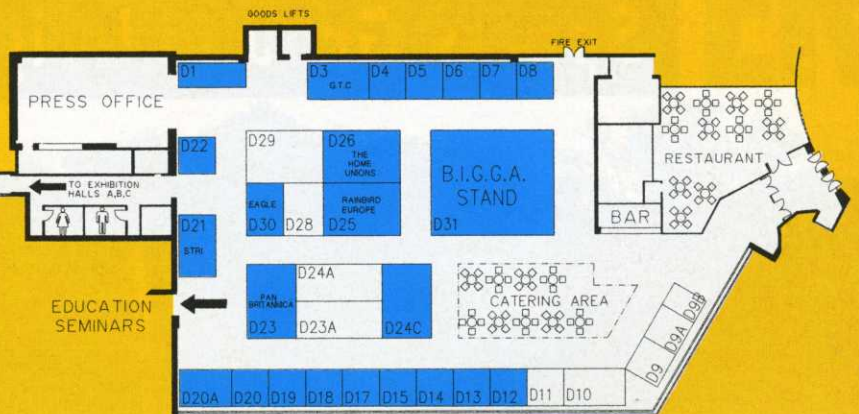 GOODS LIFTS
FIRE EXIT
D1
D3
G.T.C
D4
D5
D6
D7
D8
PRESS OFFICE
D22
D29
D26
THE
HOME
UNIONS
B.I.G.G.A.
STAND
D31
RESTAURANT
BAR
TO EXHIBITION
HALLS A,B,C
EAGLE
D30
D28
RAINBIRD
EUROPE
D25
D21
STRI
EDUCATION
SEMINARS
PAN
BRITANNICA
D23
D24A
D23A
D24C
CATERING AREA
D9B
D9A
D9
D20A
D20
D19
D18
D17
D15
D14
D13
D12
D11
D10